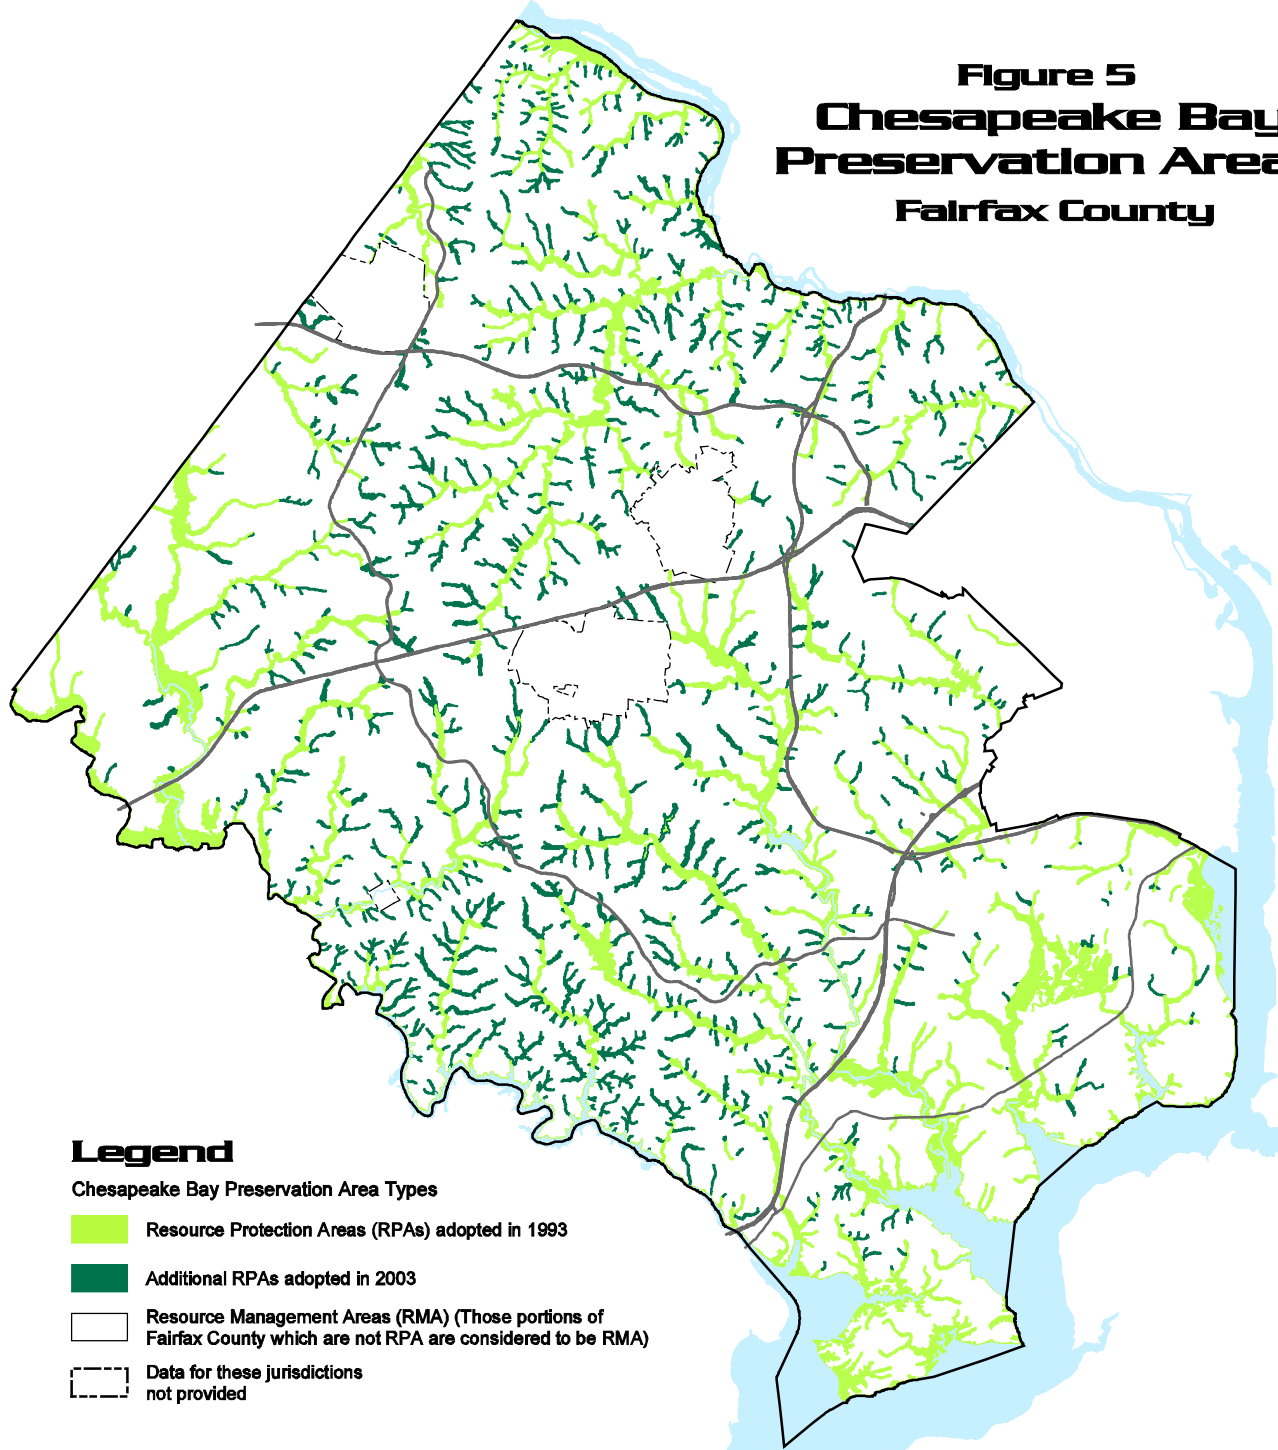 Figure 5
Chesapeake Bay
Preservation Area
Fairfax County
Legend
Chesapeake Bay Preservation Area Types
Resource Protection Areas (RPAs) adopted in 1993
Additional RPAs adopted in 2003
Resource Management Areas (RMA) (Those portions of
Fairfax County which are not RPA are considered to be RMA)
Data for these jurisdictions
not provided